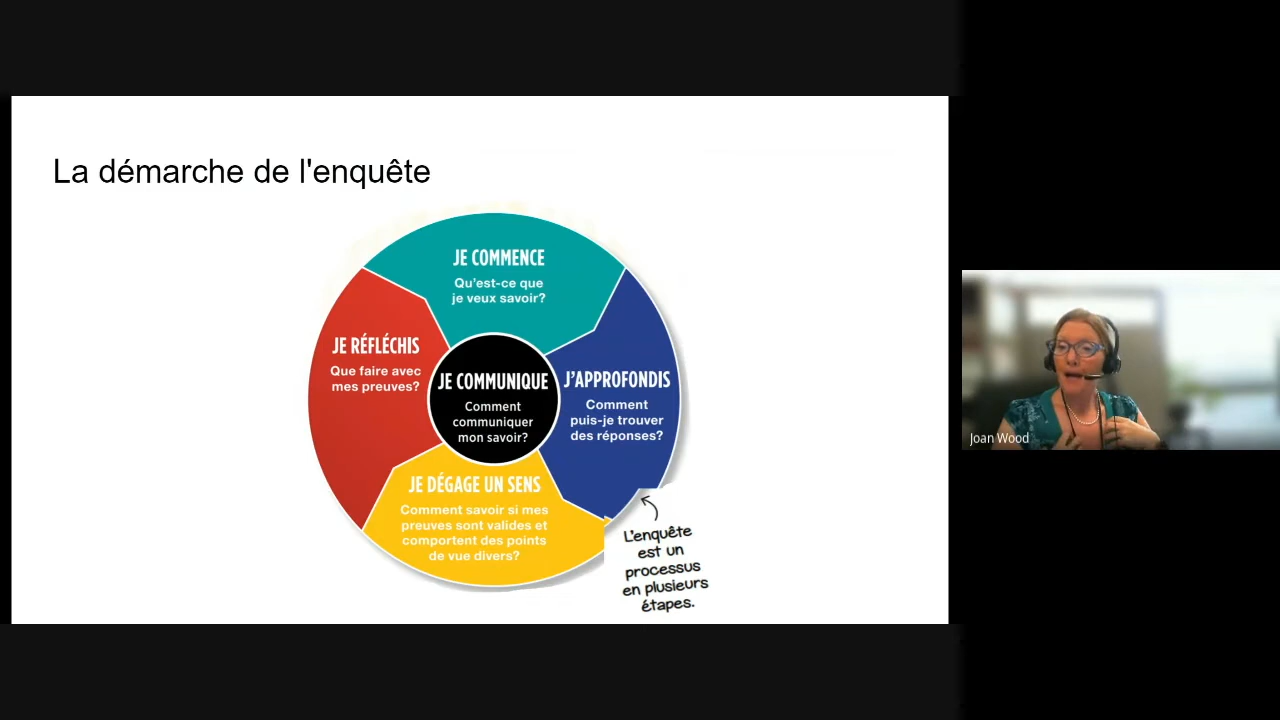 La démarche de l'enquête
JE COMMENCE
Qu'est-ce que
je veux savoir?
JE RÉFLÉCHIS
Que faire avec
mes preuves?
JE COMMUNIQUE
Comment
communiquer
mon savoir?
J'APPROFONDIS
Comment
puis-je trouver
des réponses?
JE DÉGAGE UN SENS
Comment savoir si mes
preuves sont valides et
comportent des points
de vue divers?
L'enquête
est un
processus
en plusieurs
étapes.
Joan Wood